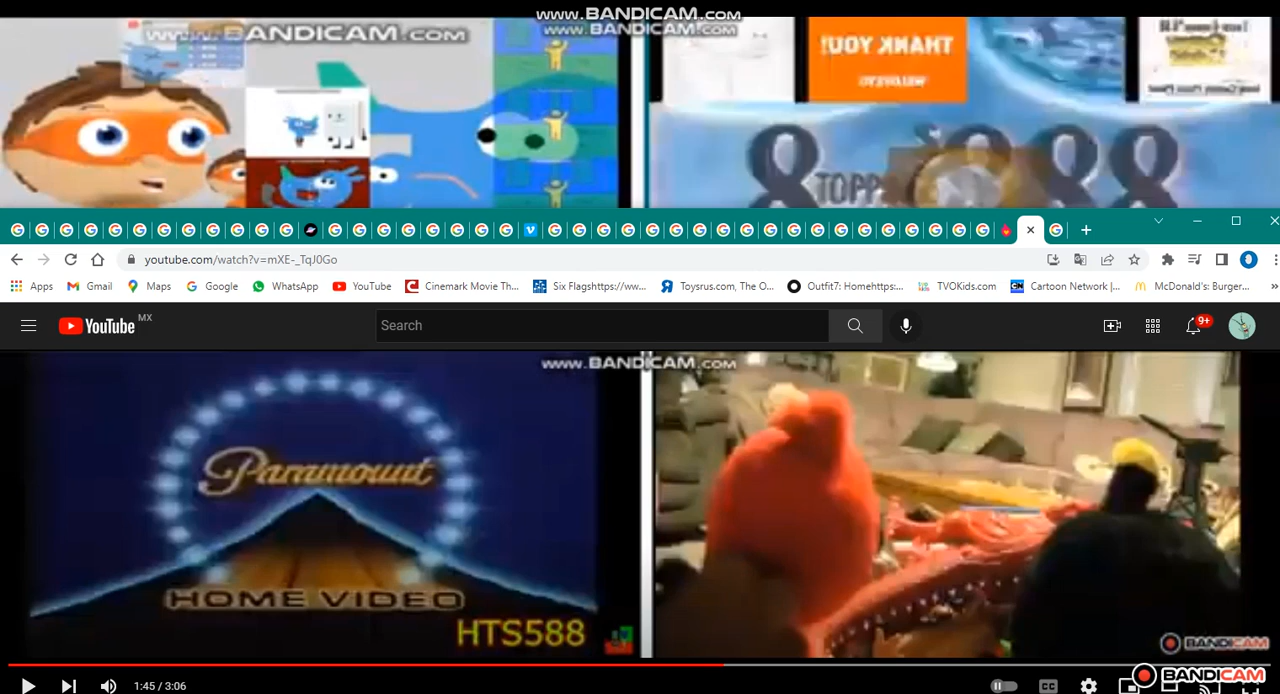 www.BANDICAM.com
www.BANDICAM.com
www.BANDICAM.com
THANK YOU!
8 TOPP 88
youtube.com/watch?v=mXE-_TqJ0Go
Apps Gmail Maps Google WhatsApp YouTube Cinemark Movie Th... Six Flagshttps://ww... Toysrus.com, The O... Outfit7: Homehttps:... TVOKids.com Cartoon Network |... McDonald's: Burger... »
YouTube MX Search 9+
www.BANDICAM.com
Paramount
HOME VIDEO
HTS588
BANDICAM
1:45 / 3:06 CC BANDICAM